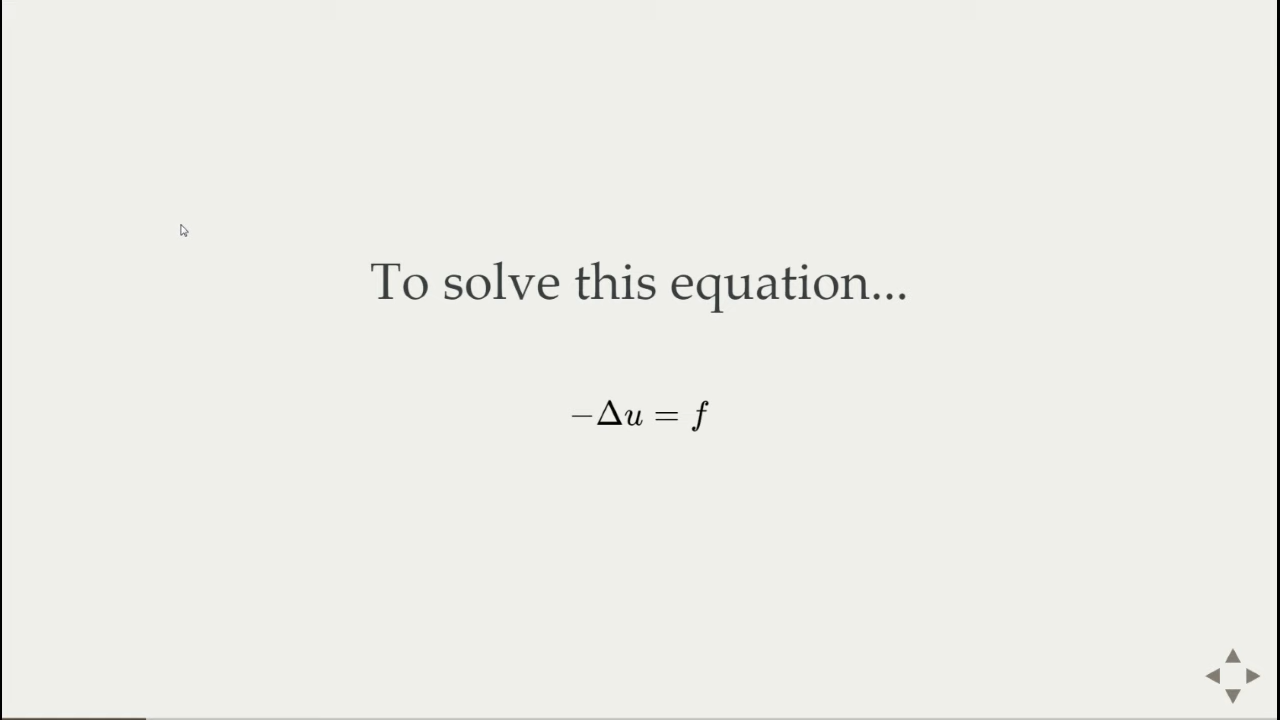 To solve this equation...
−Δu = f